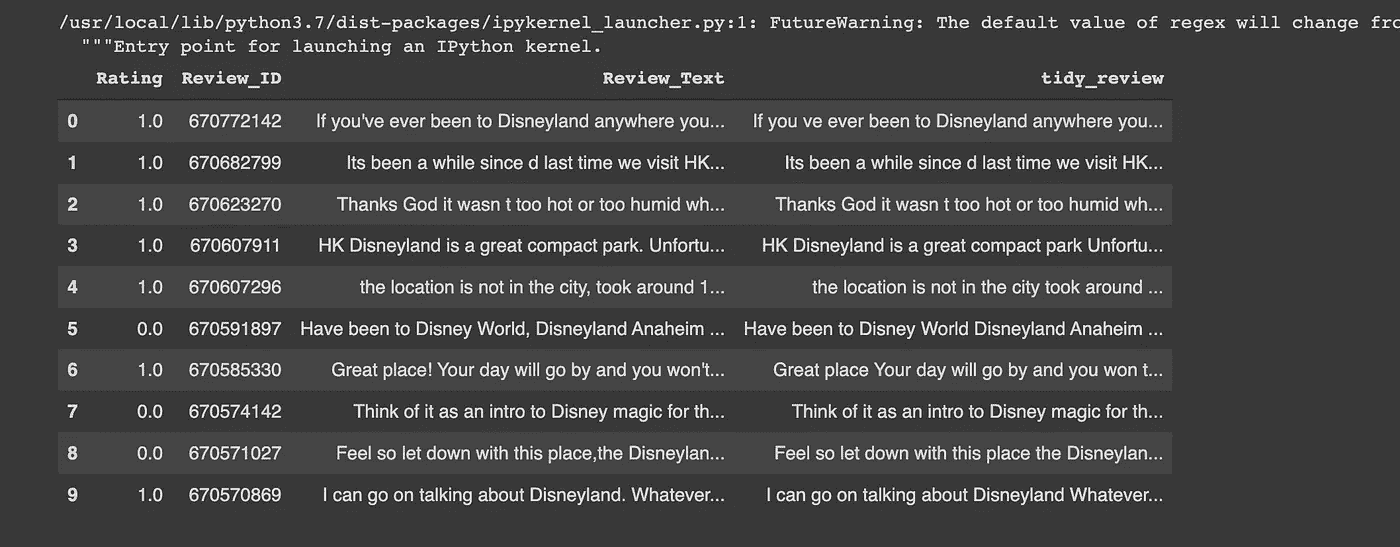 /usr/local/lib/python3.7/dist-packages/ipykernel_launcher.py:1: FutureWarning: The default value of regex will change
"""Entry point for launching an IPython kernel.
Rating Review_ID Review_Text tidy_review
0 1.0 670772142 If you've ever been to Disneyland anywhere you... If you ve ever been to Disneyland anywhere you...
1 1.0 670682799 Its been a while since d last time we visit HK... Its been a while since d last time we visit HK...
2 1.0 670623270 Thanks God it wasn t too hot or too humid wh... Thanks God it wasn t too hot or too humid wh...
3 1.0 670607911 HK Disneyland is a great compact park. Unfortu... HK Disneyland is a great compact park Unfortu...
4 1.0 670607296 the location is not in the city, took around 1... the location is not in the city took around ...
5 0.0 670591897 Have been to Disney World, Disneyland Anaheim ... Have been to Disney World Disneyland Anaheim ...
6 1.0 670585330 Great place! Your day will go by and you won't... Great place Your day will go by and you won t...
7 0.0 670574142 Think of it as an intro to Disney magic for th... Think of it as an intro to Disney magic for th...
8 0.0 670571027 Feel so let down with this place,the Disneylan... Feel so let down with this place the Disneylan...
9 1.0 670570869 I can go on talking about Disneyland. Whatever... I can go on talking about Disneyland Whatever...